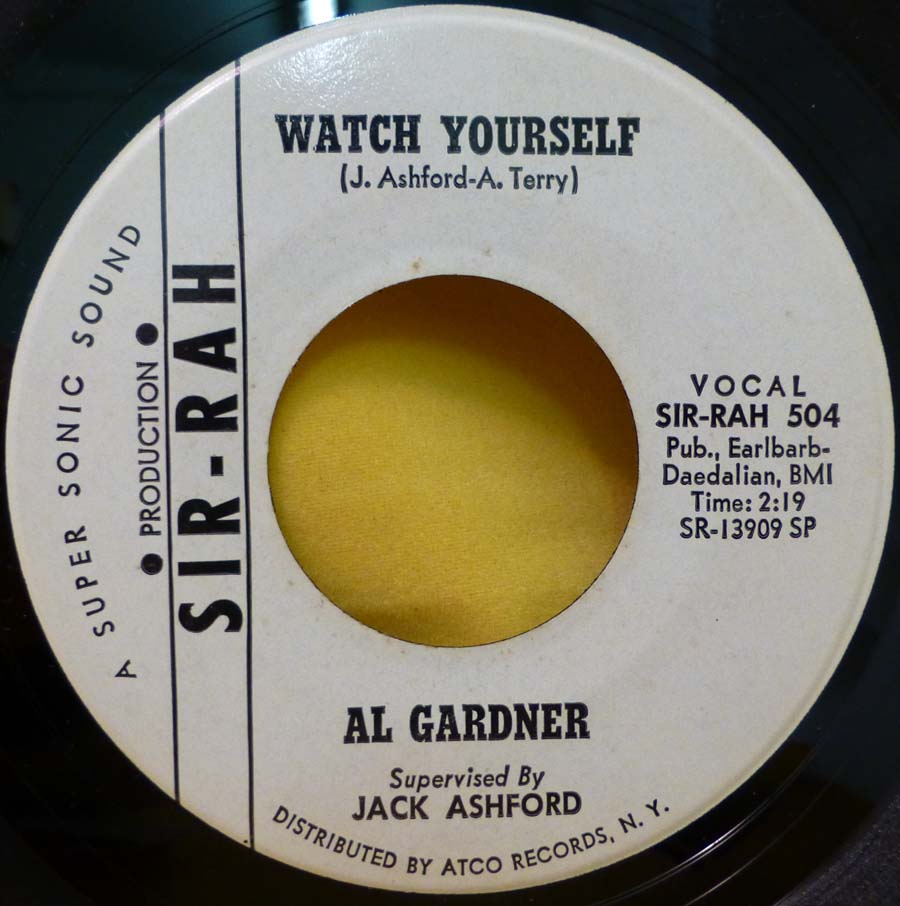 WATCH YOURSELF
(J. Ashford-A. Terry)
A SUPER SONIC SOUND
• PRODUCTION •
SIR-RAH
VOCAL
SIR-RAH 504
Pub., Earlbarb-
Daedalian, BMI
Time: 2:19
SR-13909 SP
AL GARDNER
Supervised By
JACK ASHFORD
DISTRIBUTED BY ATCO RECORDS, N. Y.